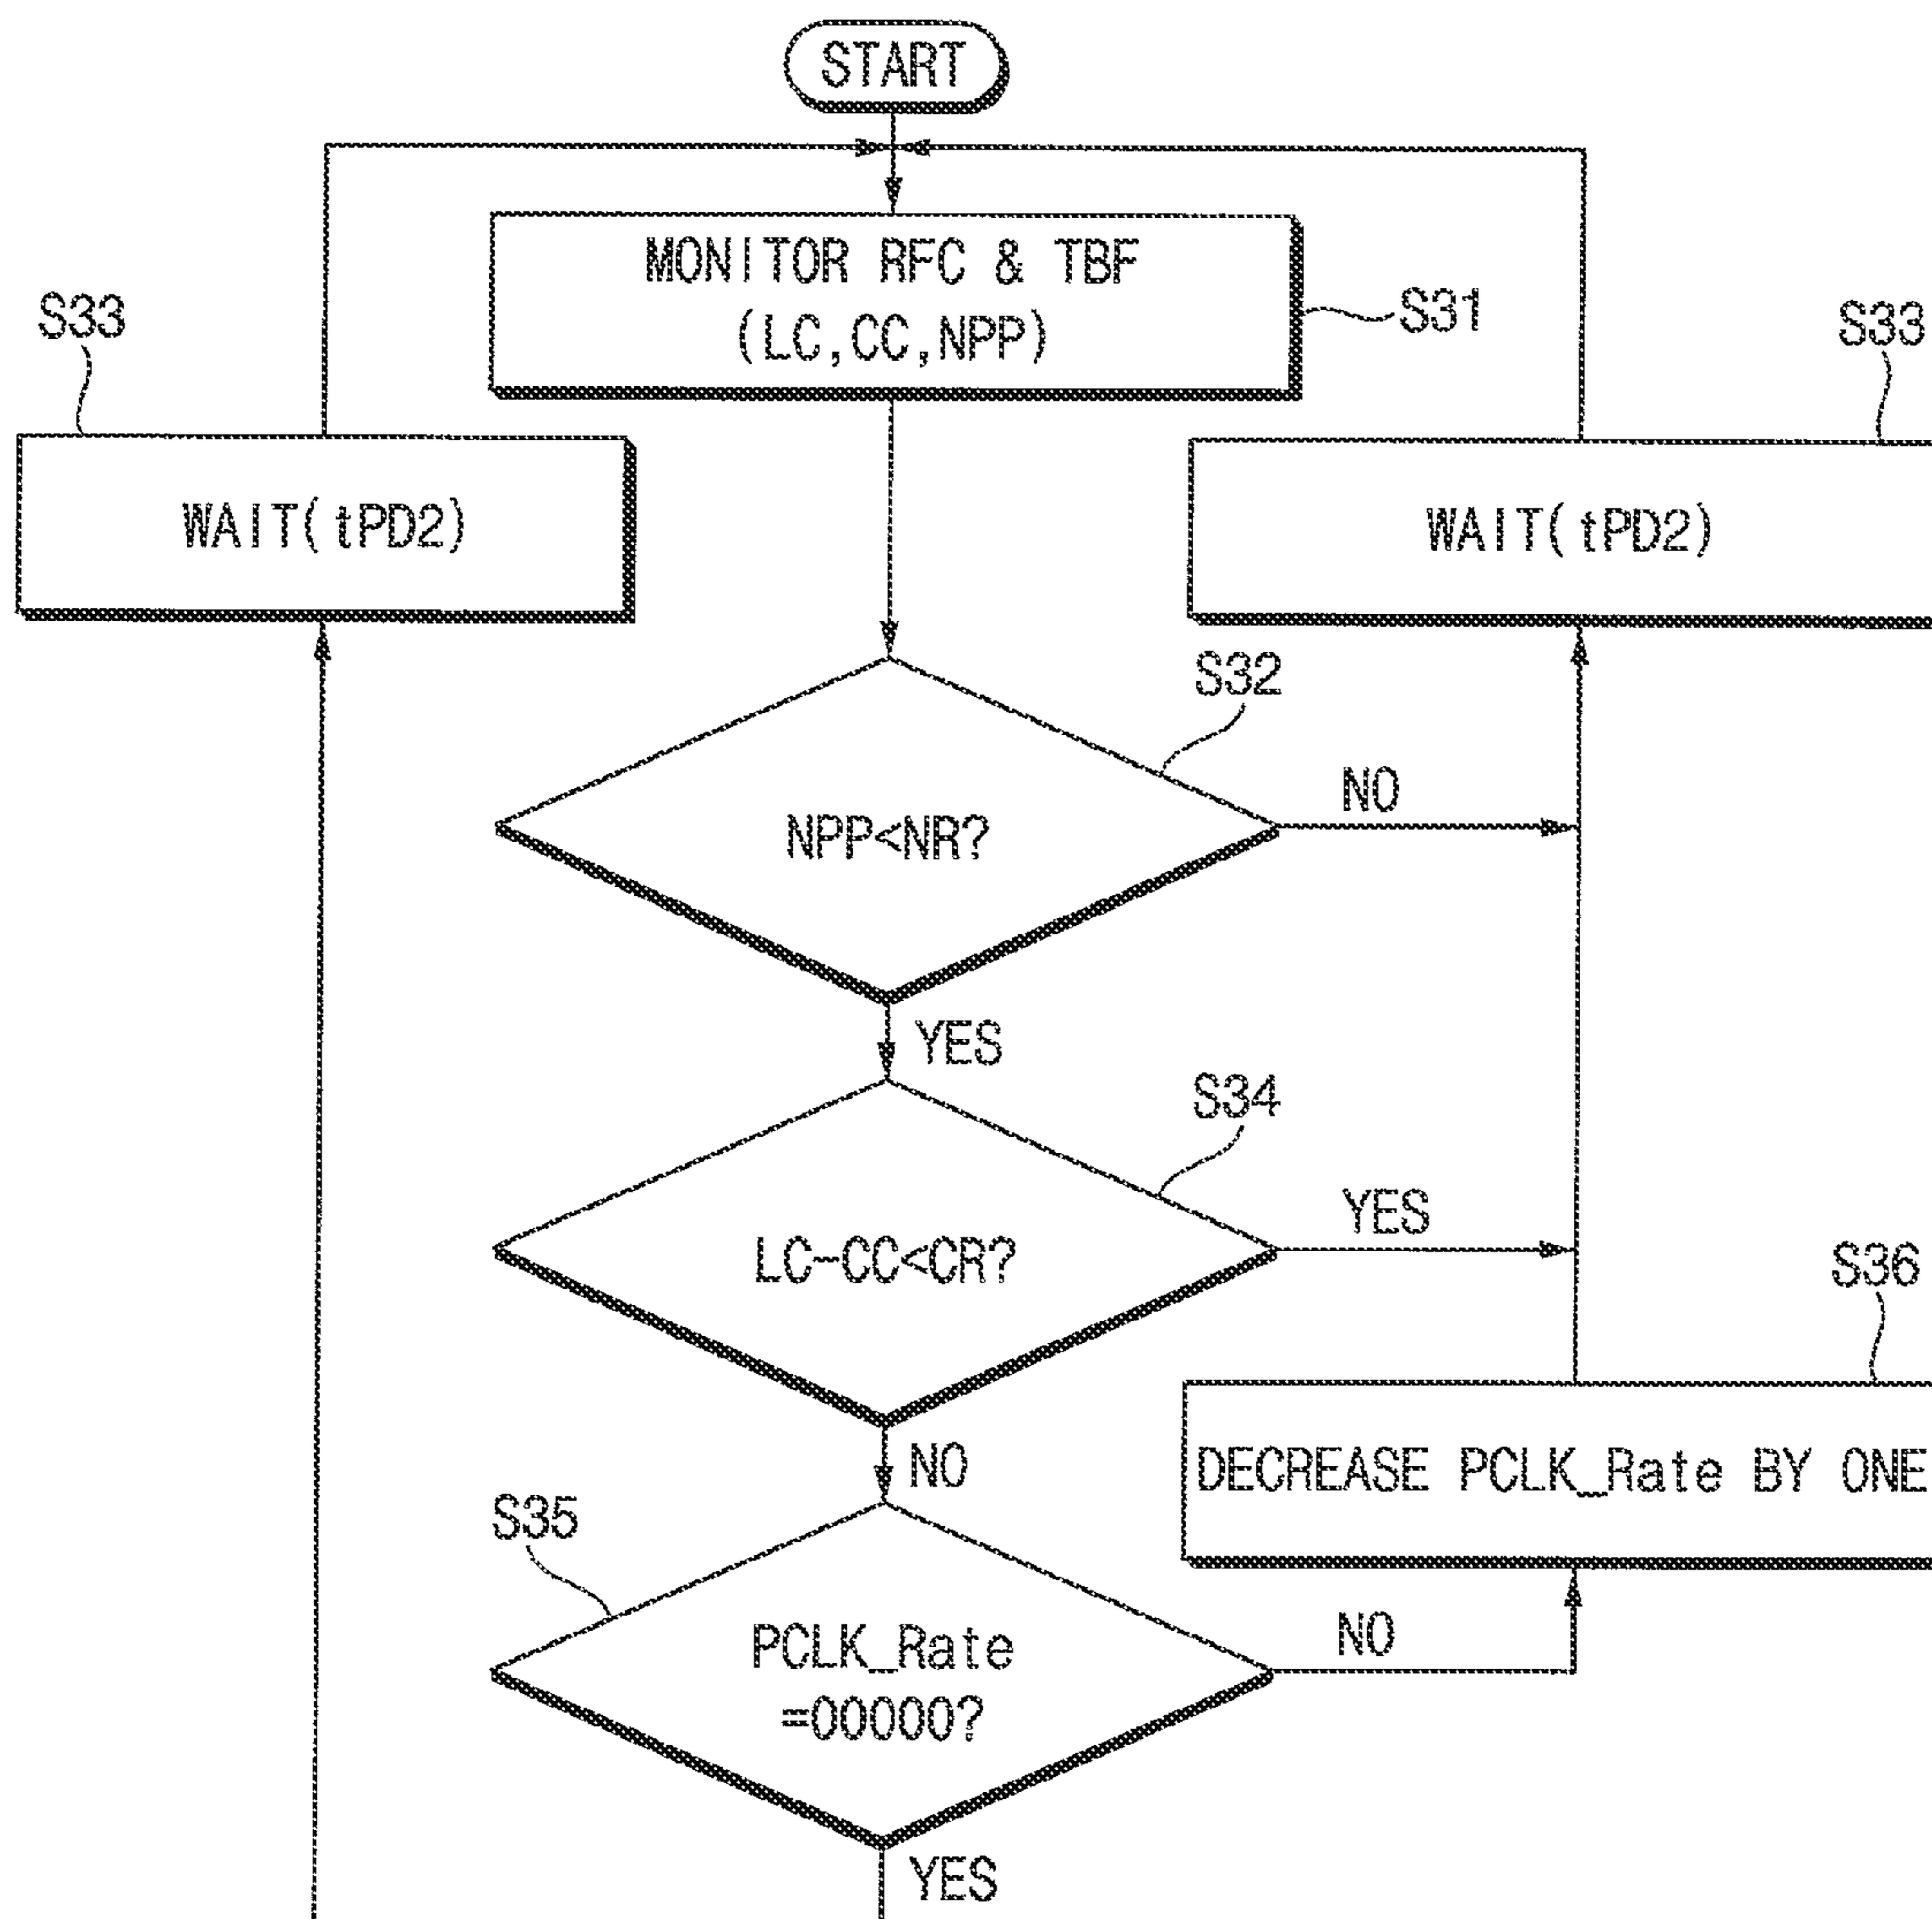 START
MONITOR RFC & TBF
(LC,CC,NPP)
S31
S33
S33
WAIT(tPD2)
WAIT(tPD2)
S32
NPP<NR?
NO
YES
S34
LC-CC<CR?
YES
S36
NO
DECREASE PCLK_Rate BY ONE
S35
PCLK_Rate
=00000?
NO
YES